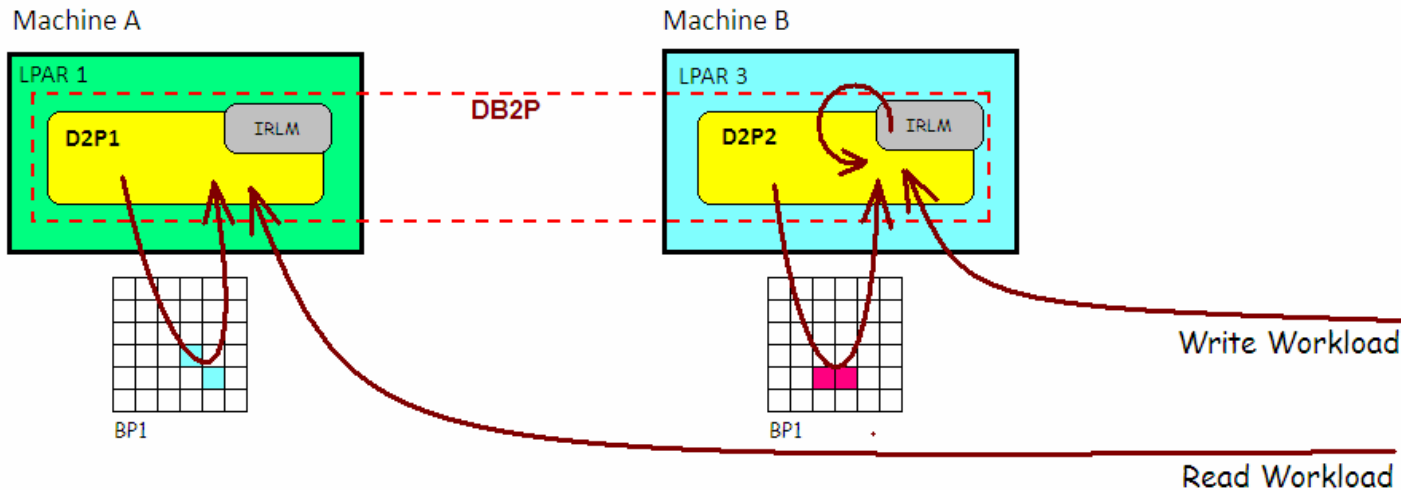 Machine A
Machine B
LPAR 1
LPAR 3
DB2P
D2P1
IRLM
D2P2
IRLM
Write Workload
BP1
BP1
Read Workload